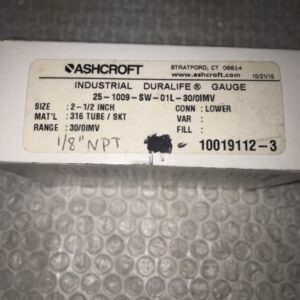 ASHCROFT
STRATFORD, CT 06614
www.ashcroft.com
10/21/16
INDUSTRIAL DURALIFE® GAUGE
25-1009-SW-01L-30/0IMV
SIZE : 2-1/2 INCH CONN : LOWER
MAT'L : 316 TUBE / SKT VAR :
RANGE : 30/0IMV FILL :
1/8" NPT 10019112-3